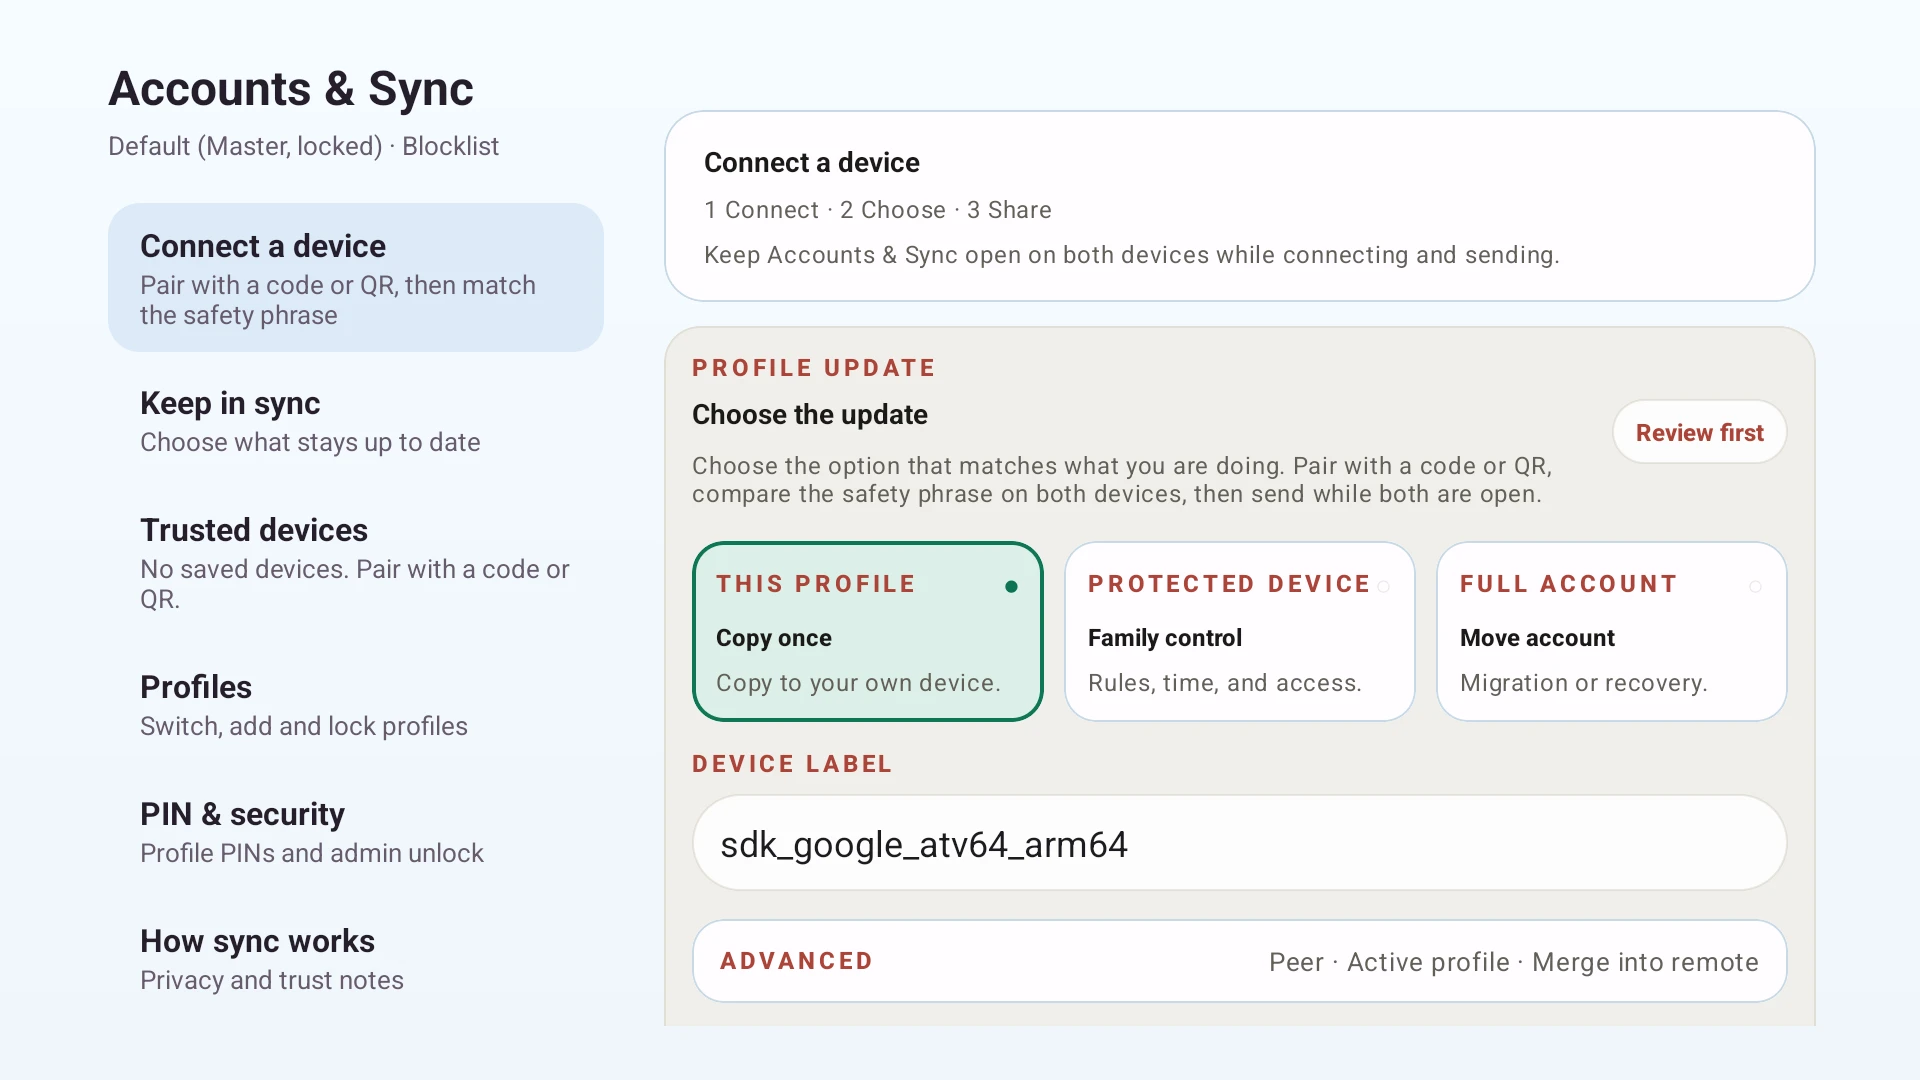 Accounts & Sync
Default (Master, locked) · Blocklist
Connect a device
Pair with a code or QR, then match
the safety phrase
Keep in sync
Choose what stays up to date
Trusted devices
No saved devices. Pair with a code or
QR.
Profiles
Switch, add and lock profiles
PIN & security
Profile PINs and admin unlock
How sync works
Privacy and trust notes
Connect a device
1 Connect · 2 Choose · 3 Share
Keep Accounts & Sync open on both devices while connecting and sending.
PROFILE UPDATE
Choose the update
Review first
Choose the option that matches what you are doing. Pair with a code or QR,
compare the safety phrase on both devices, then send while both are open.
THIS PROFILE
Copy once
Copy to your own device.
PROTECTED DEVICE
Family control
Rules, time, and access.
FULL ACCOUNT
Move account
Migration or recovery.
DEVICE LABEL
sdk_google_atv64_arm64
ADVANCED
Peer · Active profile · Merge into remote